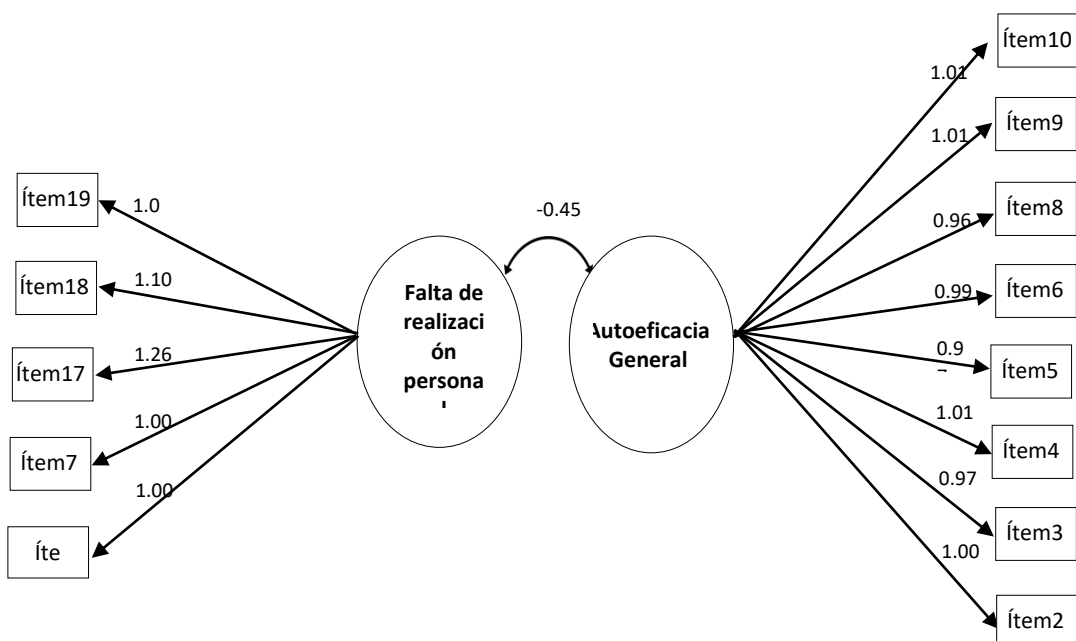 Ítem10
1.01
Ítem9
1.01
Ítem8
0.96
Ítem6
0.99
Ítem5
0.9
Ítem4
1.01
Ítem3
0.97
Ítem2
1.00
-0.45
Ítem19
1.0
Ítem18
1.10
Ítem17
1.26
Ítem7
1.00
Íte
1.00
Falta de
realizaci
ón
persona
Autoeficacia
General